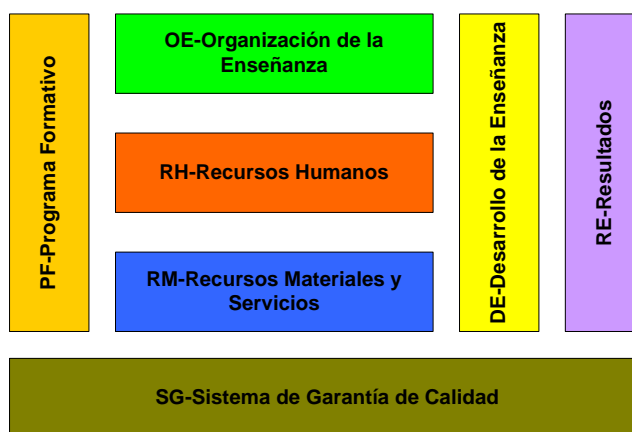 PF-Programa Formativo
OE-Organización de la
Enseñanza
RH-Recursos Humanos
RM-Recursos Materiales y
Servicios
DE-Desarrollo de la Enseñanza
RE-Resultados
SG-Sistema de Garantía de Calidad